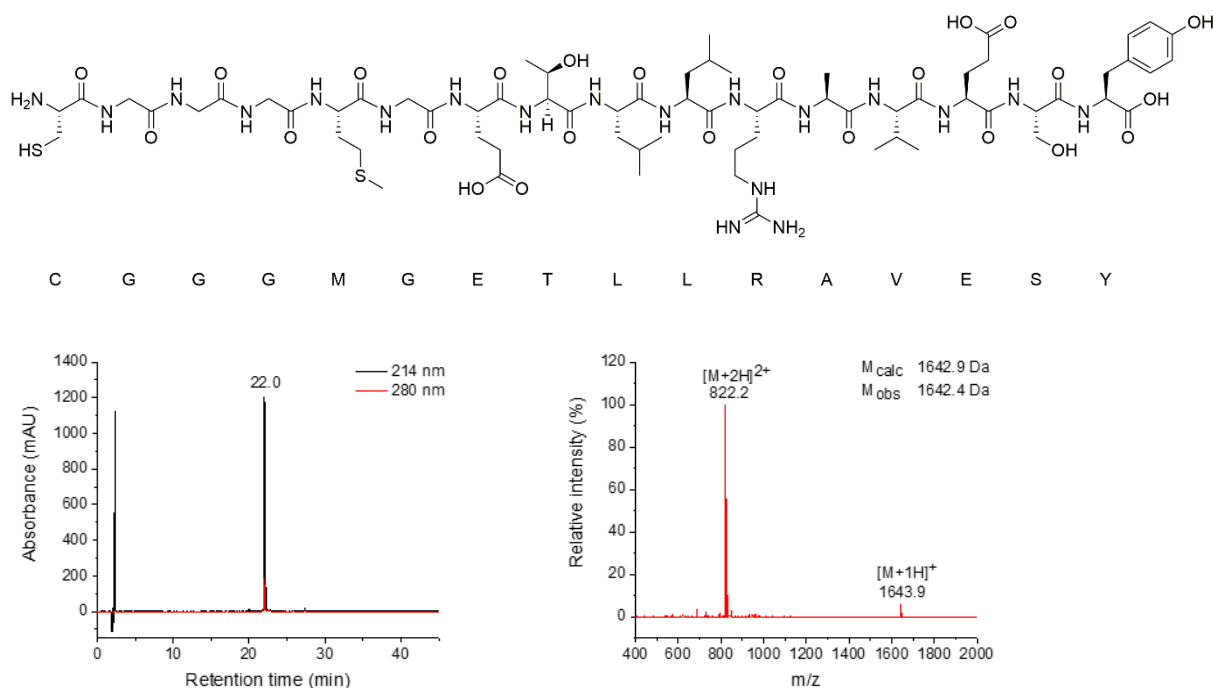 H₂N O N H O H N O N H O H N O N H O H N O N H O H N O N H O H N O N H O H N O N H O H N O OH
HS S HO O OH HO O OH OH
NH HN NH₂
C G G G M G E T L L R A V E S Y
1400
1200
1000
800
600
400
200
0
Absorbance (mAU)
22.0
214 nm
280 nm
0 10 20 30 40
Retention time (min)
120
100
80
60
40
20
0
Relative intensity (%)
[M+2H]²⁺
822.2
M calc 1642.9 Da
M obs 1642.4 Da
[M+1H]⁺
1643.9
400 600 800 1000 1200 1400 1600 1800 2000
m/z